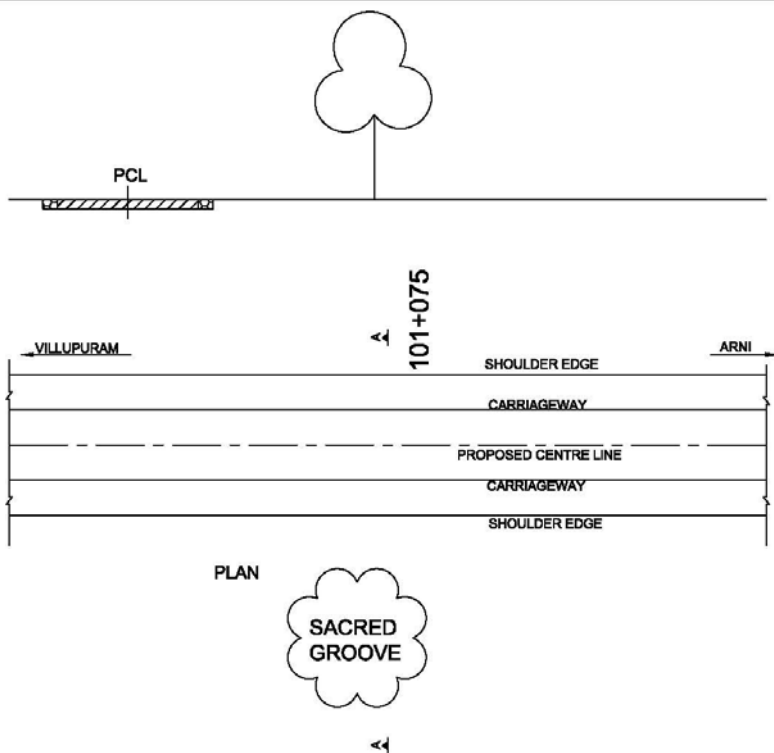 PCL
A
101+075
VILLUPURAM
ARNI
SHOULDER EDGE
CARRIAGEWAY
PROPOSED CENTRE LINE
CARRIAGEWAY
SHOULDER EDGE
PLAN
SACRED
GROOVE
A